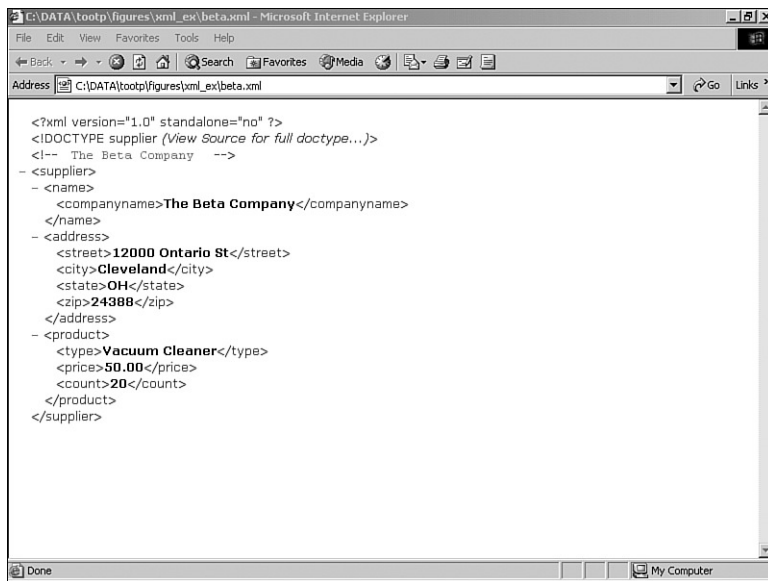 C:\DATA\tootp\figures\xml_ex\beta.xml - Microsoft Internet Explorer
File Edit View Favorites Tools Help
Back Search Favorites Media
Address C:\DATA\tootp\figures\xml_ex\beta.xml Go Links »
<?xml version="1.0" standalone="no" ?>
<!DOCTYPE supplier (View Source for full doctype...)>
<!-- The Beta Company -->
– <supplier>
– <name>
<companyname>The Beta Company</companyname>
</name>
– <address>
<street>12000 Ontario St</street>
<city>Cleveland</city>
<state>OH</state>
<zip>24388</zip>
</address>
– <product>
<type>Vacuum Cleaner</type>
<price>50.00</price>
<count>20</count>
</product>
</supplier>
Done My Computer